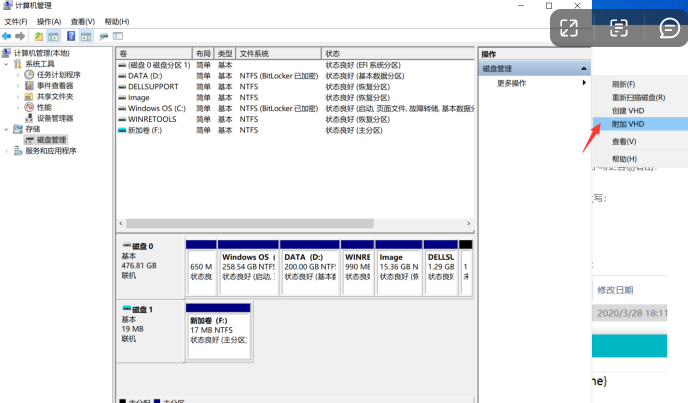 计算机管理
文件(F) 操作(A) 查看(V) 帮助(H)
计算机管理(本地)
系统工具
任务计划程序
事件查看器
共享文件夹
性能
设备管理器
存储
磁盘管理
服务和应用程序
卷 布局 类型 文件系统 状态
(磁盘 0 磁盘分区 1) 简单 基本 状态良好 (EFI 系统分区)
DATA (D:) 简单 基本 NTFS (BitLocker 已加密) 状态良好 (基本数据分区)
DELLSUPPORT 简单 基本 NTFS 状态良好 (恢复分区)
Image 简单 基本 NTFS 状态良好 (恢复分区)
Windows OS (C:) 简单 基本 NTFS (BitLocker 已加密) 状态良好 (启动, 页面文件, 故障转储, 基本数据分
WINRETOOLS 简单 基本 NTFS 状态良好 (恢复分区)
新加卷 (F:) 简单 基本 NTFS 状态良好 (主分区)
磁盘 0
基本
476.81 GB
联机
650 M
状态良
Windows OS (
258.54 GB NTFS
状态良好 (启动,
DATA (D:)
200.00 GB NTF
状态良好 (基本
WINRE
990 MB
状态良
Image
15.36 GB N
状态良好 (恢
DELLS
1.29 GB
状态良
1
磁盘 1
基本
19 MB
联机
新加卷 (F:)
17 MB NTFS
状态良好 (主分区)
未分配 主分区
操作
磁盘管理
更多操作
刷新(F)
重新扫描磁盘(R)
创建 VHD
附加 VHD
查看(V)
帮助(H)
写:
修改日期
2020/3/28 18:11
ne}